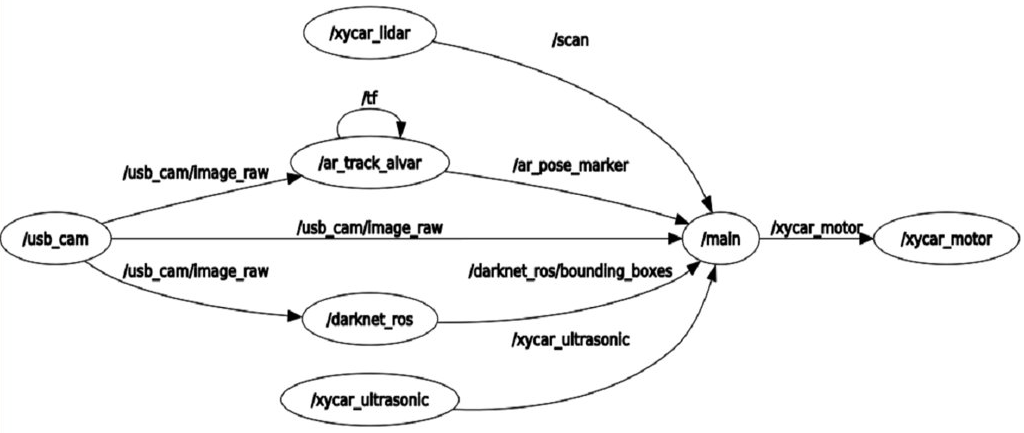 /xycar_lidar
/scan
/tf
/ar_track_alvar
/usb_cam/image_raw
/ar_pose_marker
/usb_cam
/usb_cam/image_raw
/main
/xycar_motor
/xycar_motor
/usb_cam/image_raw
/darknet_ros/bounding_boxes
/darknet_ros
/xycar_ultrasonic
/xycar_ultrasonic